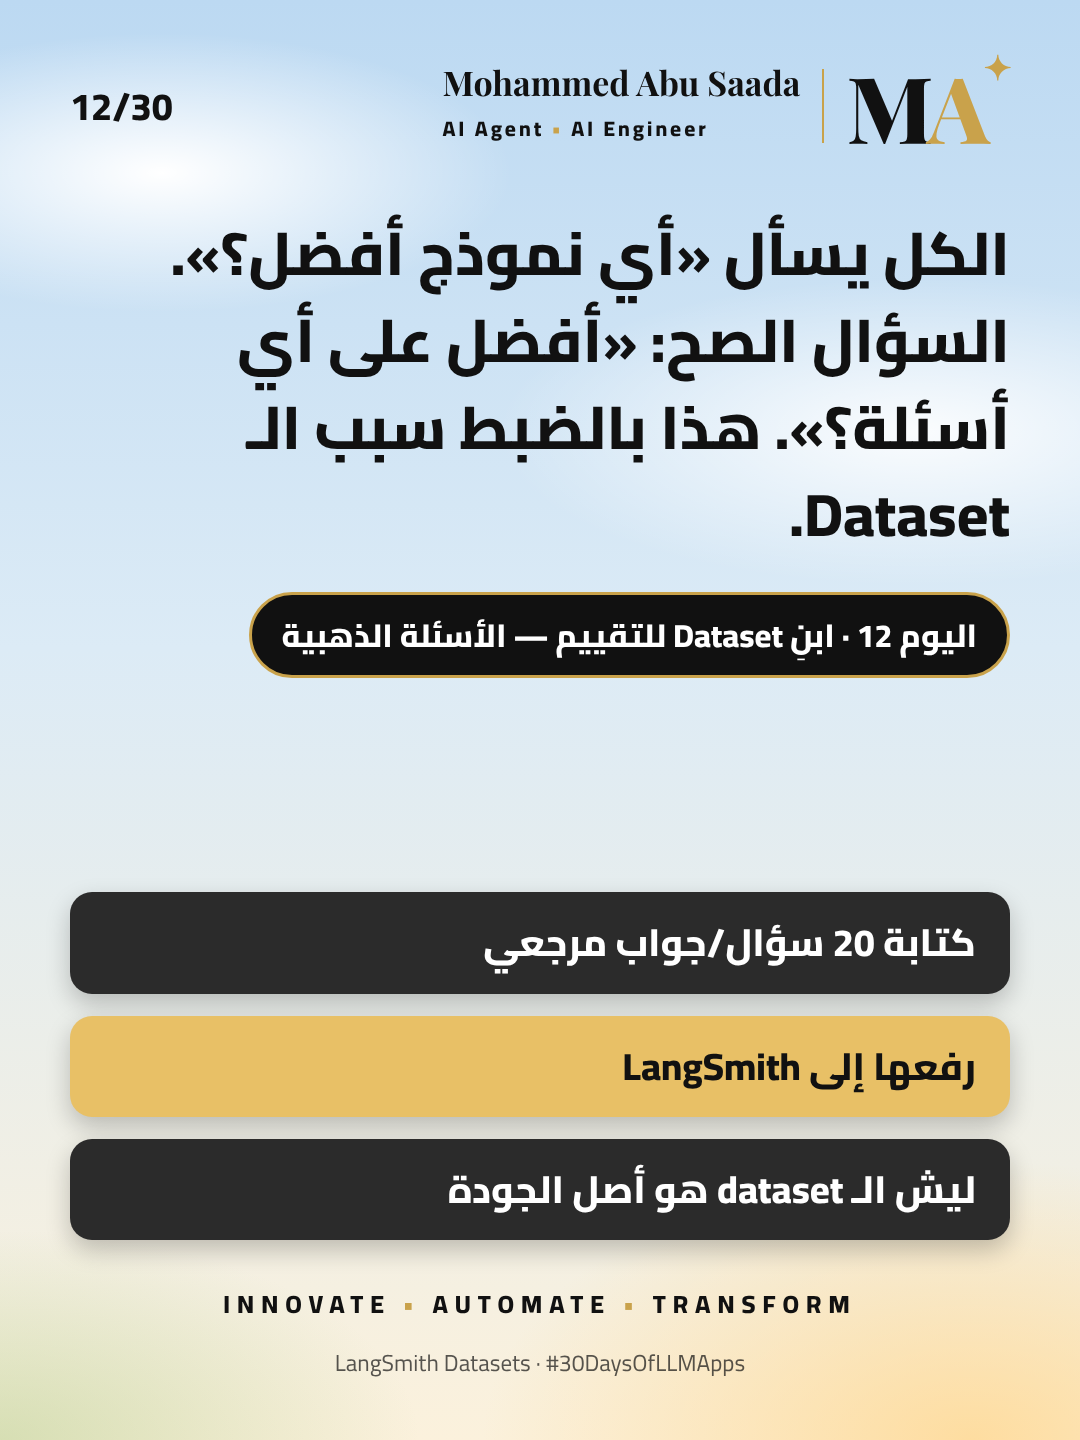 12/30
Mohammed Abu Saada
AI Agent ▪ AI Engineer
MA
الكل يسأل «أي نموذج أفضل؟».
السؤال الصح: «أفضل على أي
أسئلة؟». هذا بالضبط سبب الـ
Dataset.
اليوم 12 · ابنِ Dataset للتقييم — الأسئلة الذهبية
كتابة 20 سؤال/جواب مرجعي
رفعها إلى LangSmith
ليش الـ dataset هو أصل الجودة
INNOVATE ▪ AUTOMATE ▪ TRANSFORM
LangSmith Datasets · #30DaysOfLLMApps